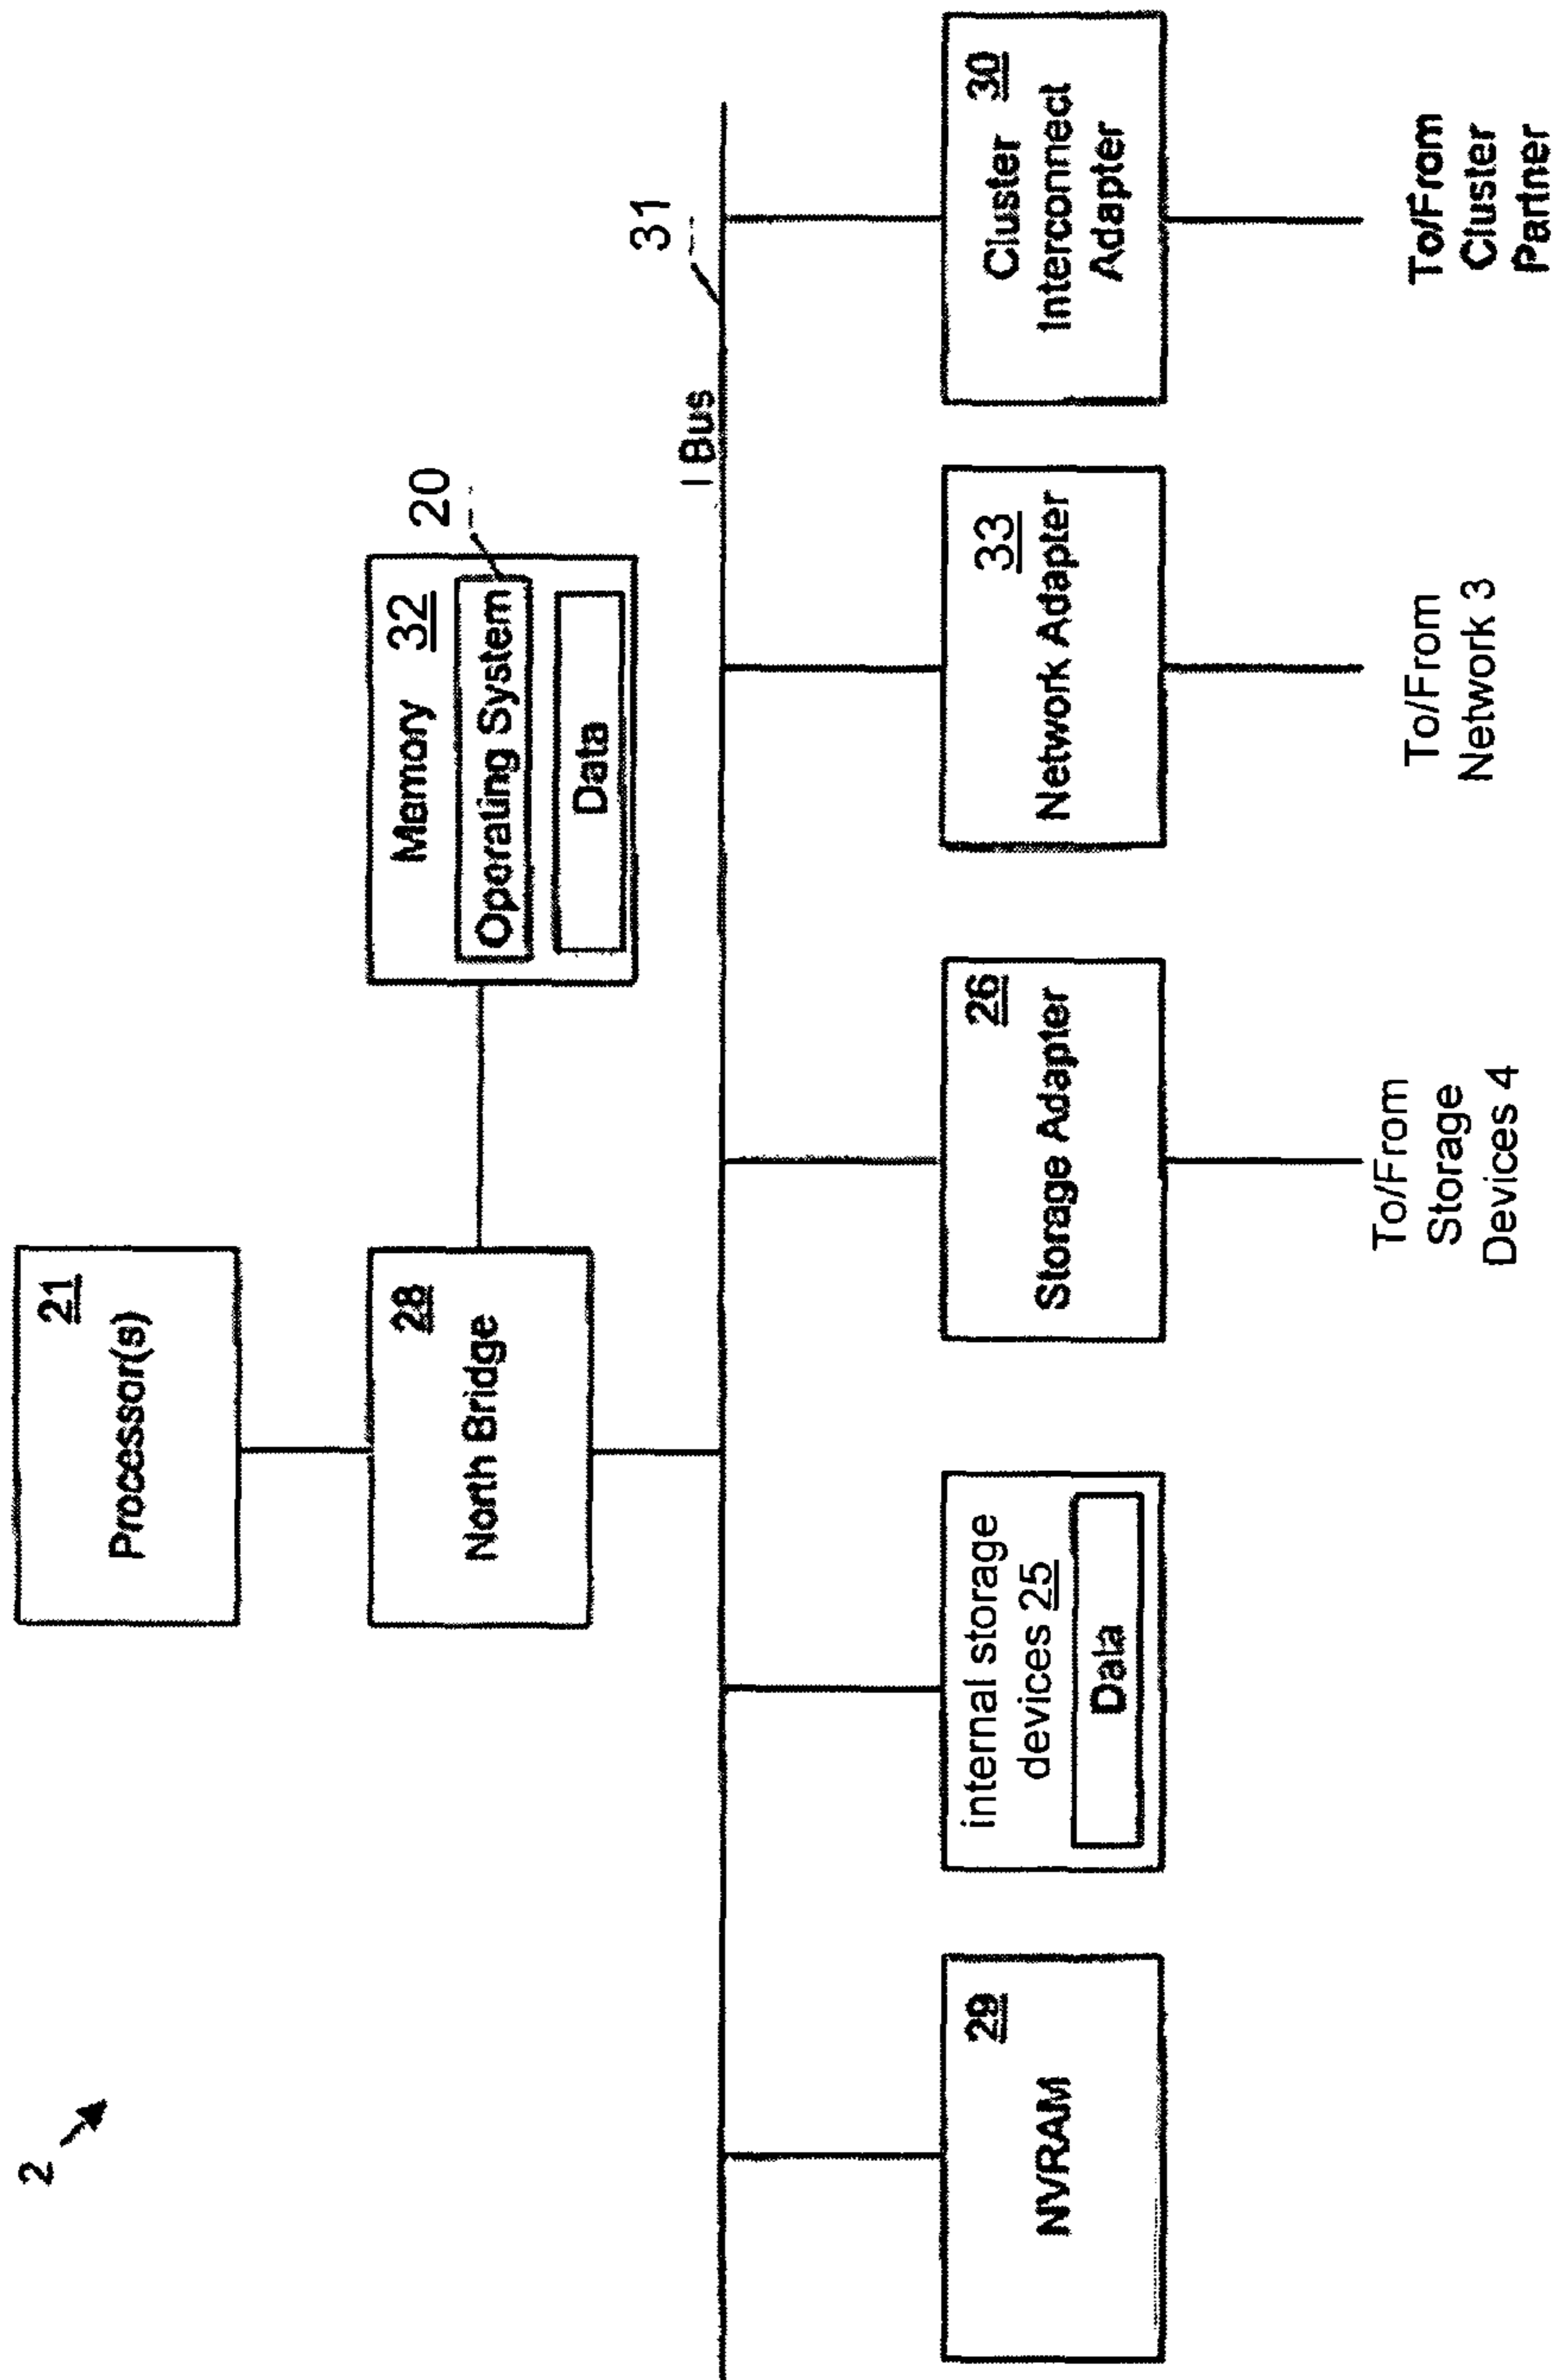 2
Processor(s)
21
North Bridge
28
Memory 32
Operating System
20
Data
I Bus
31
NVRAM
29
internal storage
devices 25
Data
Storage Adapter
26
To/From
Storage
Devices 4
Network Adapter
33
To/From
Network 3
Cluster 30
Interconnect
Adapter
To/From
Cluster
Partner